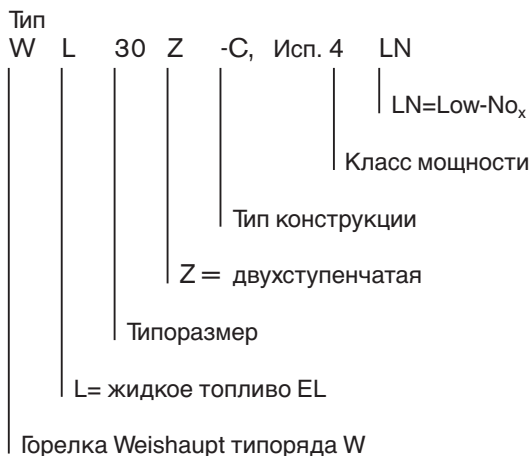 Тип
W L 30 Z -C, Исп. 4 LN
LN=Low-Noₓ
Класс мощности
Тип конструкции
Z = двухступенчатая
Типоразмер
L= жидкое топливо EL
Горелка Weishaupt типоряда W